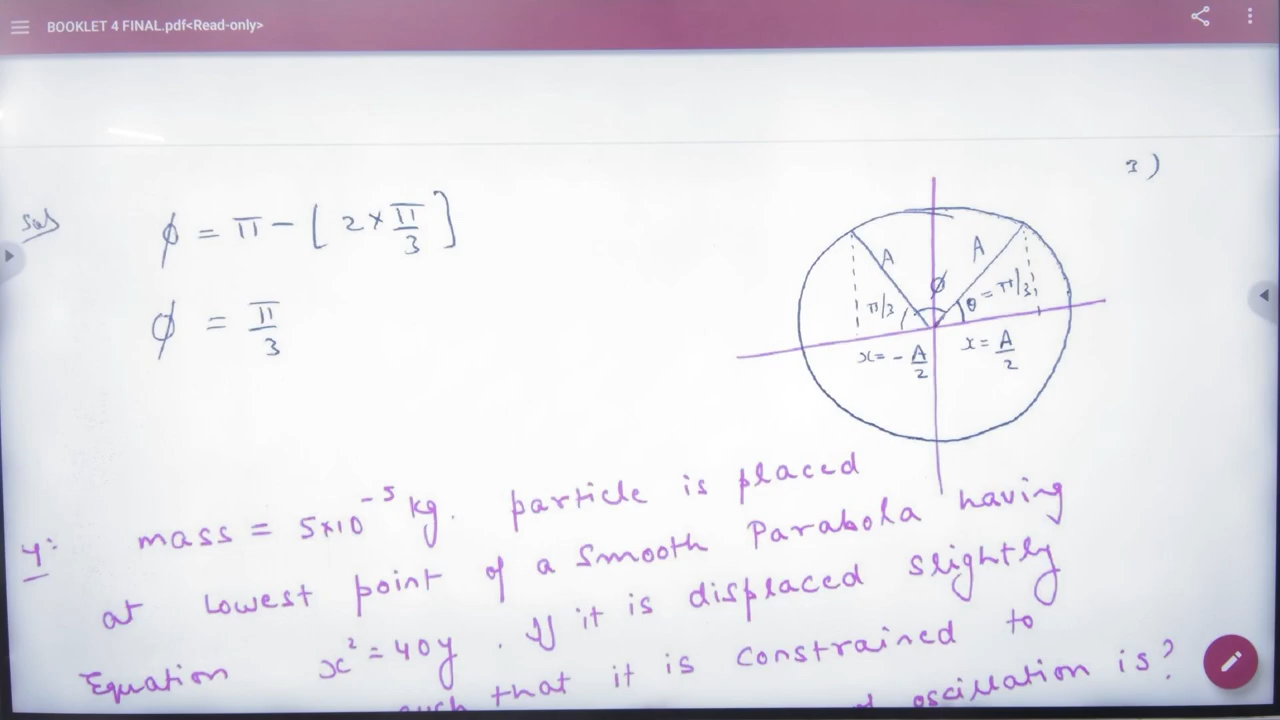 BOOKLET 4 FINAL.pdf<Read-only>
3)
Sol
ϕ = π - [2 × π/3]
ϕ = π/3
A
A
ϕ
π/3
θ = π/3
x = - A/2
x = A/2
4: mass = 5×10⁻⁵ kg. particle is placed
at lowest point of a smooth Parabola having
Equation x² = 40y. If it is displaced slightly
such that it is constrained to
oscillation is?